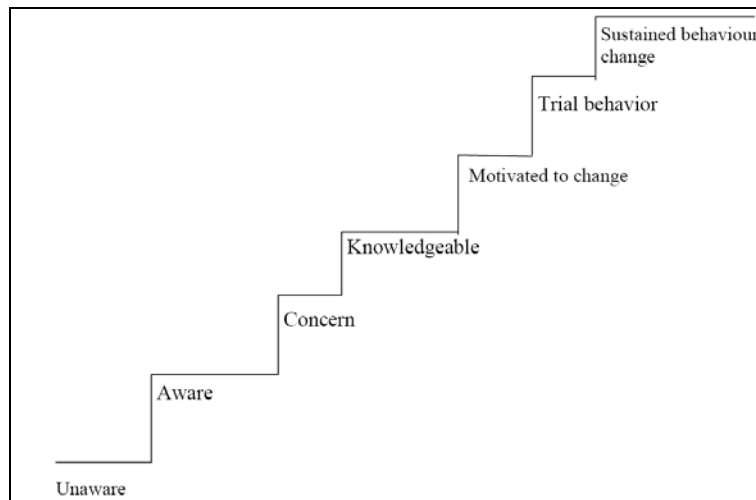 Sustained behaviour
change
Trial behavior
Motivated to change
Knowledgeable
Concern
Aware
Unaware